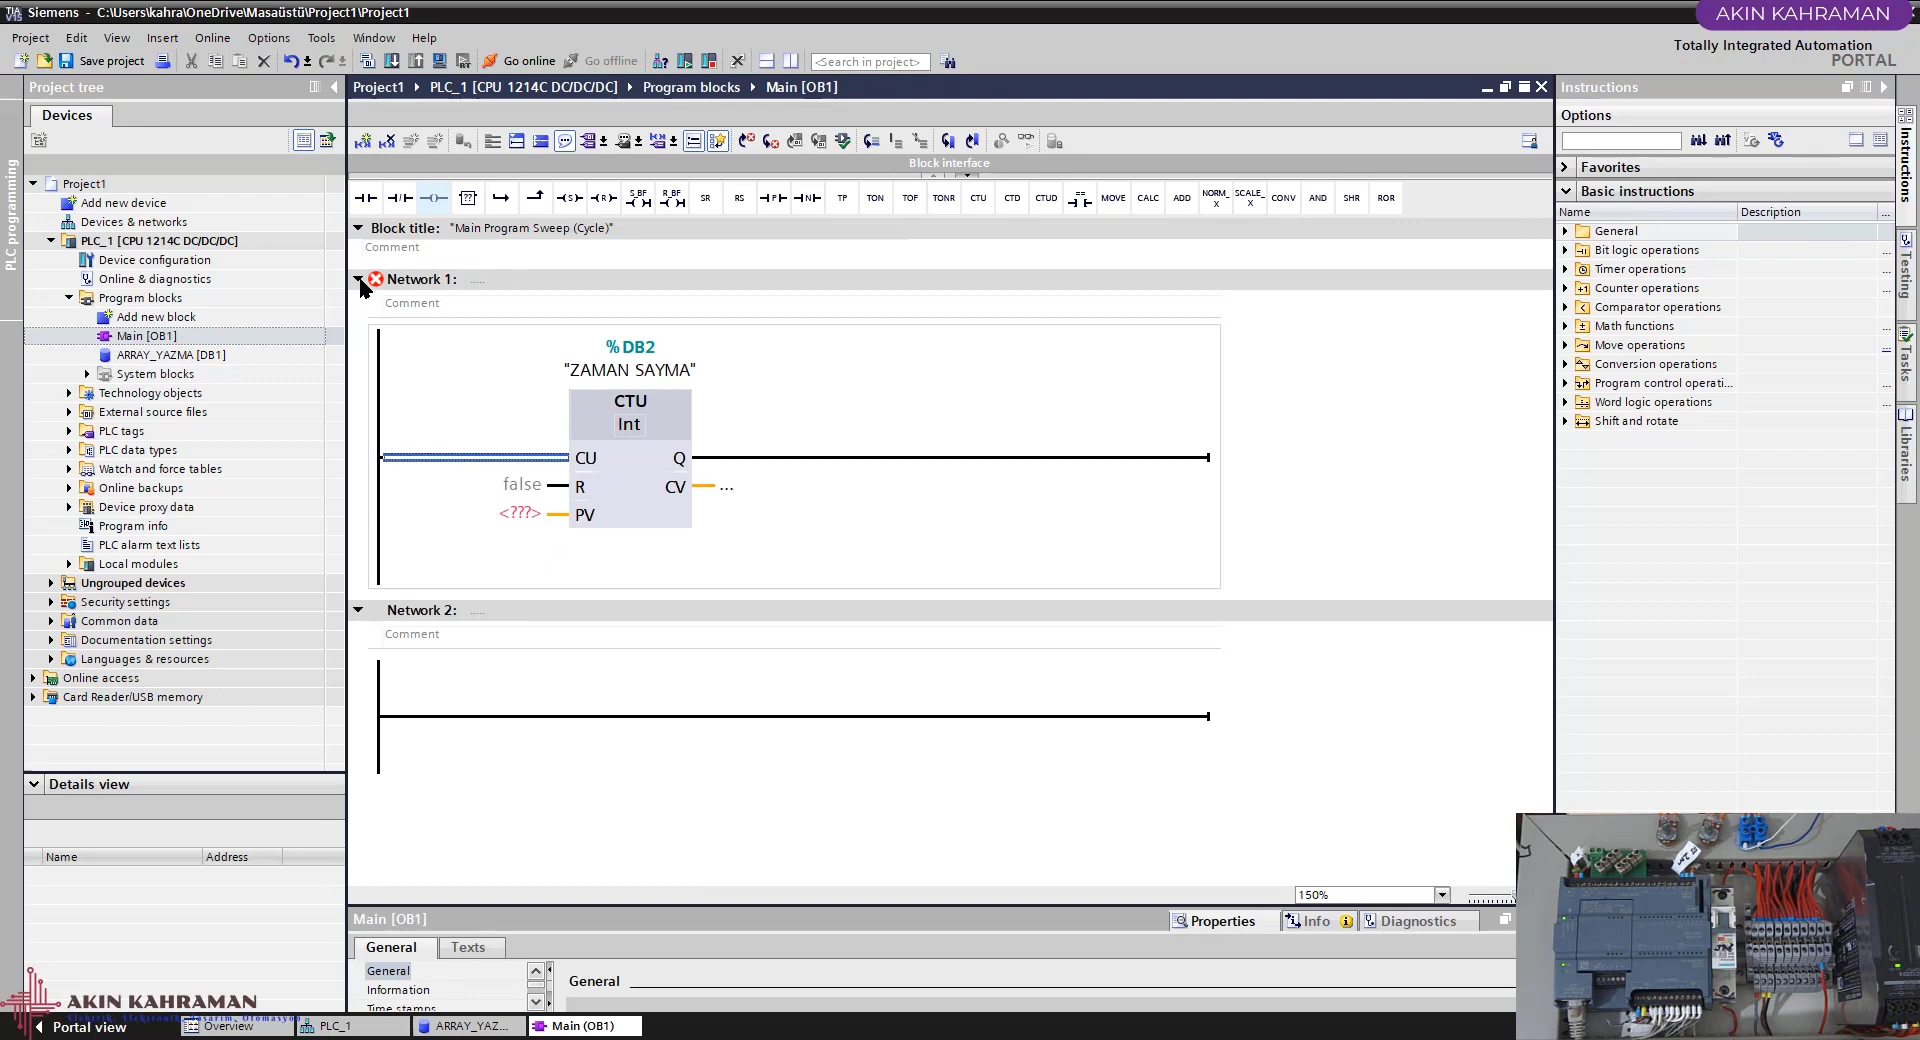 Siemens - C:\Users\kahra\OneDrive\Masaüstü\Project1\Project1
AKIN KAHRAMAN
Project Edit View Insert Online Options Tools Window Help
Totally Integrated Automation
PORTAL
Save project
Go online
Go offline
<Search in project>
Project tree
Project1 PLC_1 [CPU 1214C DC/DC/DC] Program blocks Main [OB1]
Instructions
Devices
Options
Block interface
PLC programming
Favorites
Basic instructions
Name Description ...
Project1
Add new device
Devices & networks
PLC_1 [CPU 1214C DC/DC/DC]
Device configuration
Online & diagnostics
Program blocks
Add new block
Main [OB1]
ARRAY_YAZMA [DB1]
System blocks
Technology objects
External source files
PLC tags
PLC data types
Watch and force tables
Online backups
Device proxy data
Program info
PLC alarm text lists
Local modules
Ungrouped devices
Security settings
Common data
Documentation settings
Languages & resources
Online access
Card Reader/USB memory
S_BF R_BF SR RS P N TP TON TOF TONR CTU CTD CTUD == MOVE CALC ADD NORM_X SCALE_X CONV AND SHR ROR
Block title: "Main Program Sweep (Cycle)"
Comment
Network 1: .....
Comment
%DB2
"ZAMAN SAYMA"
CTU
Int
CU Q
false R CV ...
<???> PV
Network 2: .....
Comment
General
Bit logic operations
Timer operations
Counter operations
Comparator operations
Math functions
Move operations
Conversion operations
Program control operati...
Word logic operations
Shift and rotate
Instructions
Testing
Tasks
Libraries
Details view
Name Address
150%
Main [OB1]
Properties Info Diagnostics
General Texts
General
Information
Time stamps
General
AKIN KAHRAMAN
Elektrik, Elektronik, Tasarım, Otomasyon
Portal view Overview PLC_1 ARRAY_YAZ... Main (OB1)